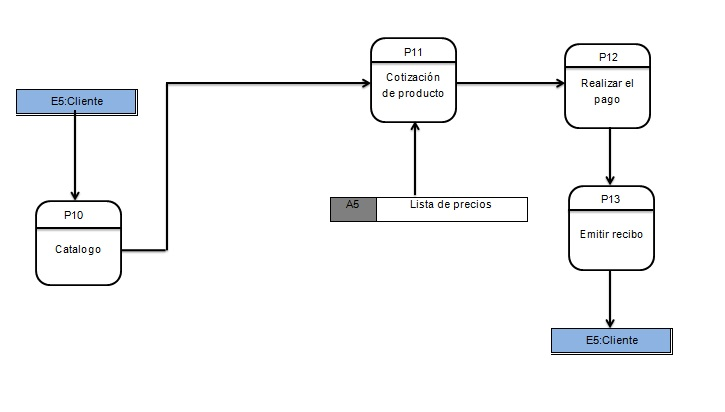 E5:Cliente
P10
Catalogo
P11
Cotización
de producto
A5
Lista de precios
P12
Realizar el
pago
P13
Emitir recibo
E5:Cliente